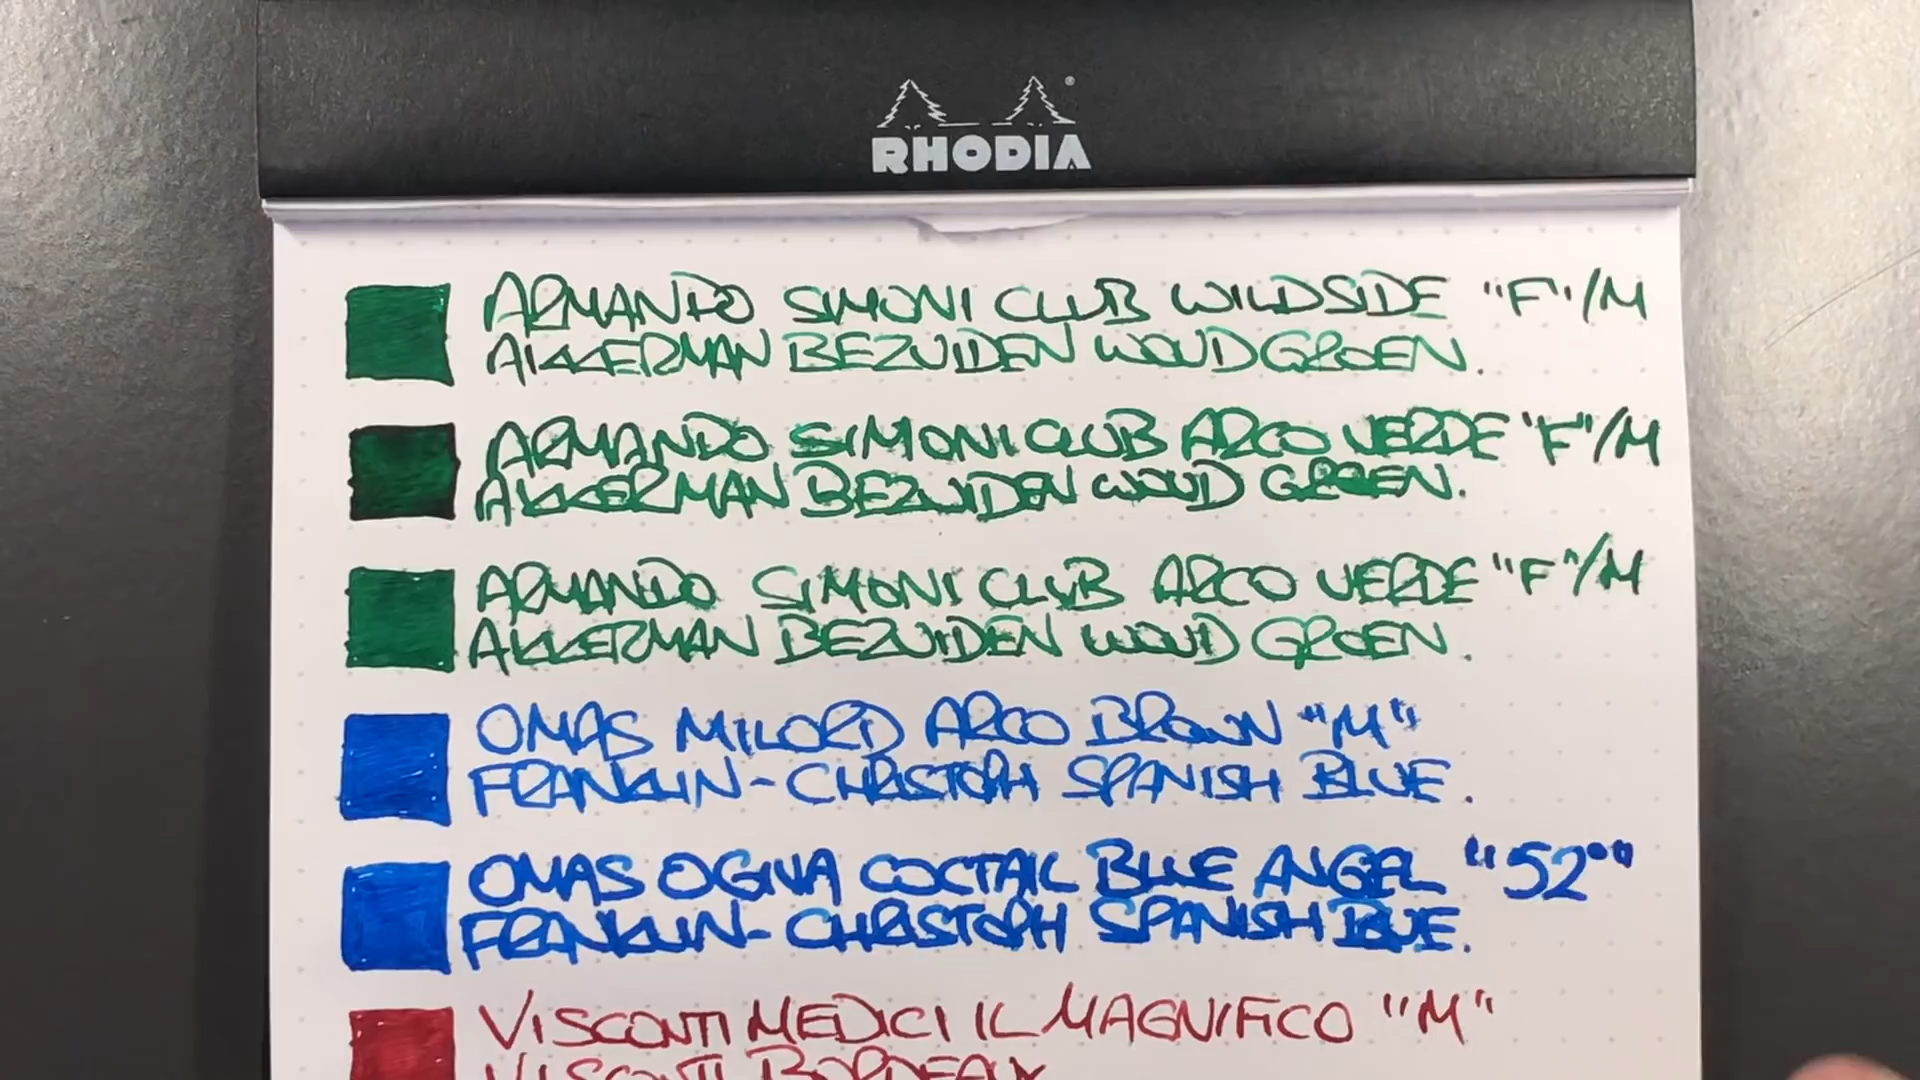 RHODIA
ARMANDO SIMONI CLUB WILDSIDE "F"/M
AKKERMAN BEZUIDEN WOUD GROEN.
ARMANDO SIMONI CLUB ARCO VERDE "F"/M
AKKERMAN BEZUIDEN WOUD GROEN.
ARMANDO SIMONI CLUB ARCO VERDE "F"/M
AKKERMAN BEZUIDEN WOUD GROEN.
OMAS MILORD ARCO BROWN "M"
FRANKLIN-CHRISTOPH SPANISH BLUE.
OMAS OGIVA COCTAIL BLUE ANGEL "52°"
FRANKLIN-CHRISTOPH SPANISH BLUE.
VISCONTI MEDICI IL MAGNIFICO "M"
VISCONTI BORDEAUX